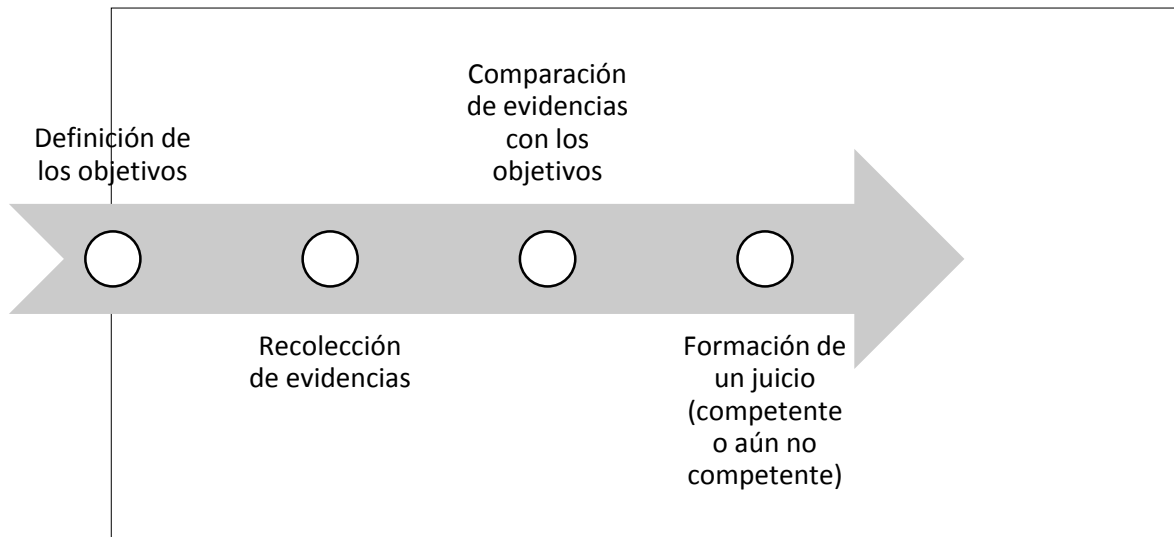 Definición de
los objetivos
Recolección
de evidencias
Comparación
de evidencias
con los
objetivos
Formación de
un juicio
(competente
o aún no
competente)